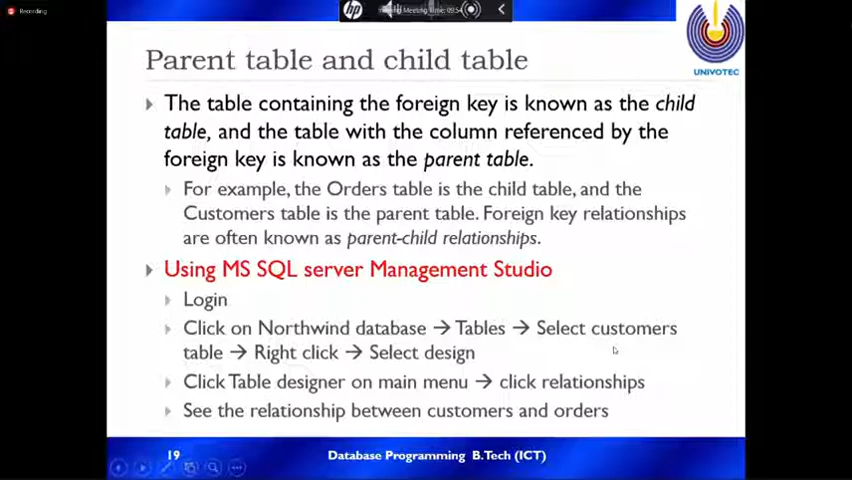 Recording
hp
Meeting Time: 09:54
UNIVOTEC
Parent table and child table
The table containing the foreign key is known as the child
table, and the table with the column referenced by the
foreign key is known as the parent table.
For example, the Orders table is the child table, and the
Customers table is the parent table. Foreign key relationships
are often known as parent-child relationships.
Using MS SQL server Management Studio
Login
Click on Northwind database → Tables → Select customers
table → Right click → Select design
Click Table designer on main menu → click relationships
See the relationship between customers and orders
19 Database Programming B.Tech (ICT)